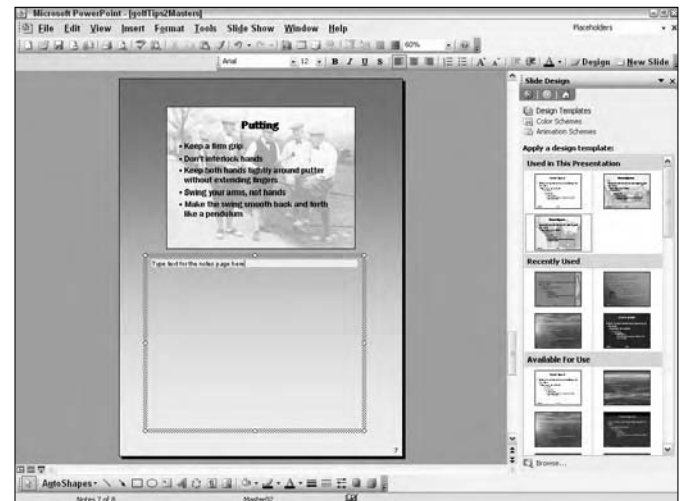 Microsoft PowerPoint - [golfTips2Masters]
File Edit View Insert Format Tools Slide Show Window Help
Placeholders
60%
Arial
12
B I U S
Design New Slide
Slide Design
Design Templates
Color Schemes
Animation Schemes
Apply a design template:
Used in This Presentation
Recently Used
Available For Use
Browse...
Putting
• Keep a firm grip
• Don't interlock hands
• Keep both hands tightly around putter
without extending fingers
• Swing your arms, not hands
• Make the swing smooth back and forth
like a pendulum
Type text for the notes page here
7
AutoShapes
Notes 7 of 8
Master02